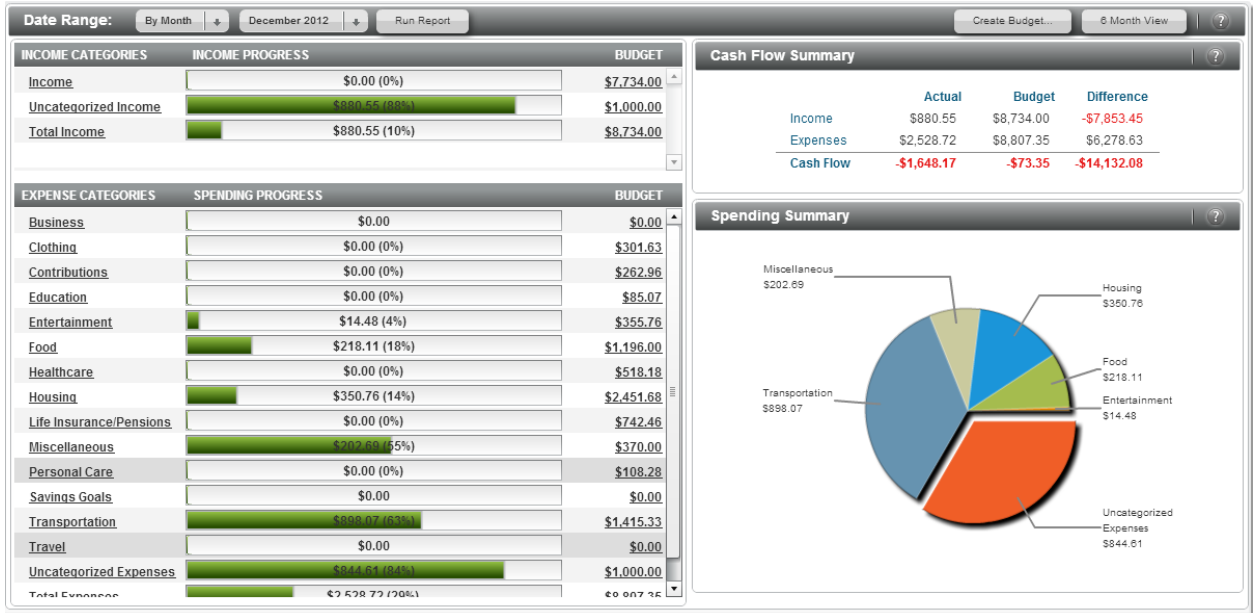 Date Range: By Month December 2012 Run Report Create Budget... 6 Month View ?
INCOME CATEGORIES INCOME PROGRESS BUDGET
Income $0.00 (0%) $7,734.00
Uncategorized Income $880.55 (88%) $1,000.00
Total Income $880.55 (10%) $8,734.00
EXPENSE CATEGORIES SPENDING PROGRESS BUDGET
Business $0.00 $0.00
Clothing $0.00 (0%) $301.63
Contributions $0.00 (0%) $262.96
Education $0.00 (0%) $85.07
Entertainment $14.48 (4%) $355.76
Food $218.11 (18%) $1,196.00
Healthcare $0.00 (0%) $518.18
Housing $350.76 (14%) $2,451.68
Life Insurance/Pensions $0.00 (0%) $742.46
Miscellaneous $202.69 (55%) $370.00
Personal Care $0.00 (0%) $108.28
Savings Goals $0.00 $0.00
Transportation $898.07 (63%) $1,415.33
Travel $0.00 $0.00
Uncategorized Expenses $844.61 (84%) $1,000.00
Total Expenses $2,528.72 (29%) $8,807.35
Cash Flow Summary ?
Actual Budget Difference
Income $880.55 $8,734.00 -$7,853.45
Expenses $2,528.72 $8,807.35 $6,278.63
Cash Flow -$1,648.17 -$73.35 -$14,132.08
Spending Summary ?
Miscellaneous
$202.69
Housing
$350.76
Food
$218.11
Entertainment
$14.48
Transportation
$898.07
Uncategorized
Expenses
$844.61